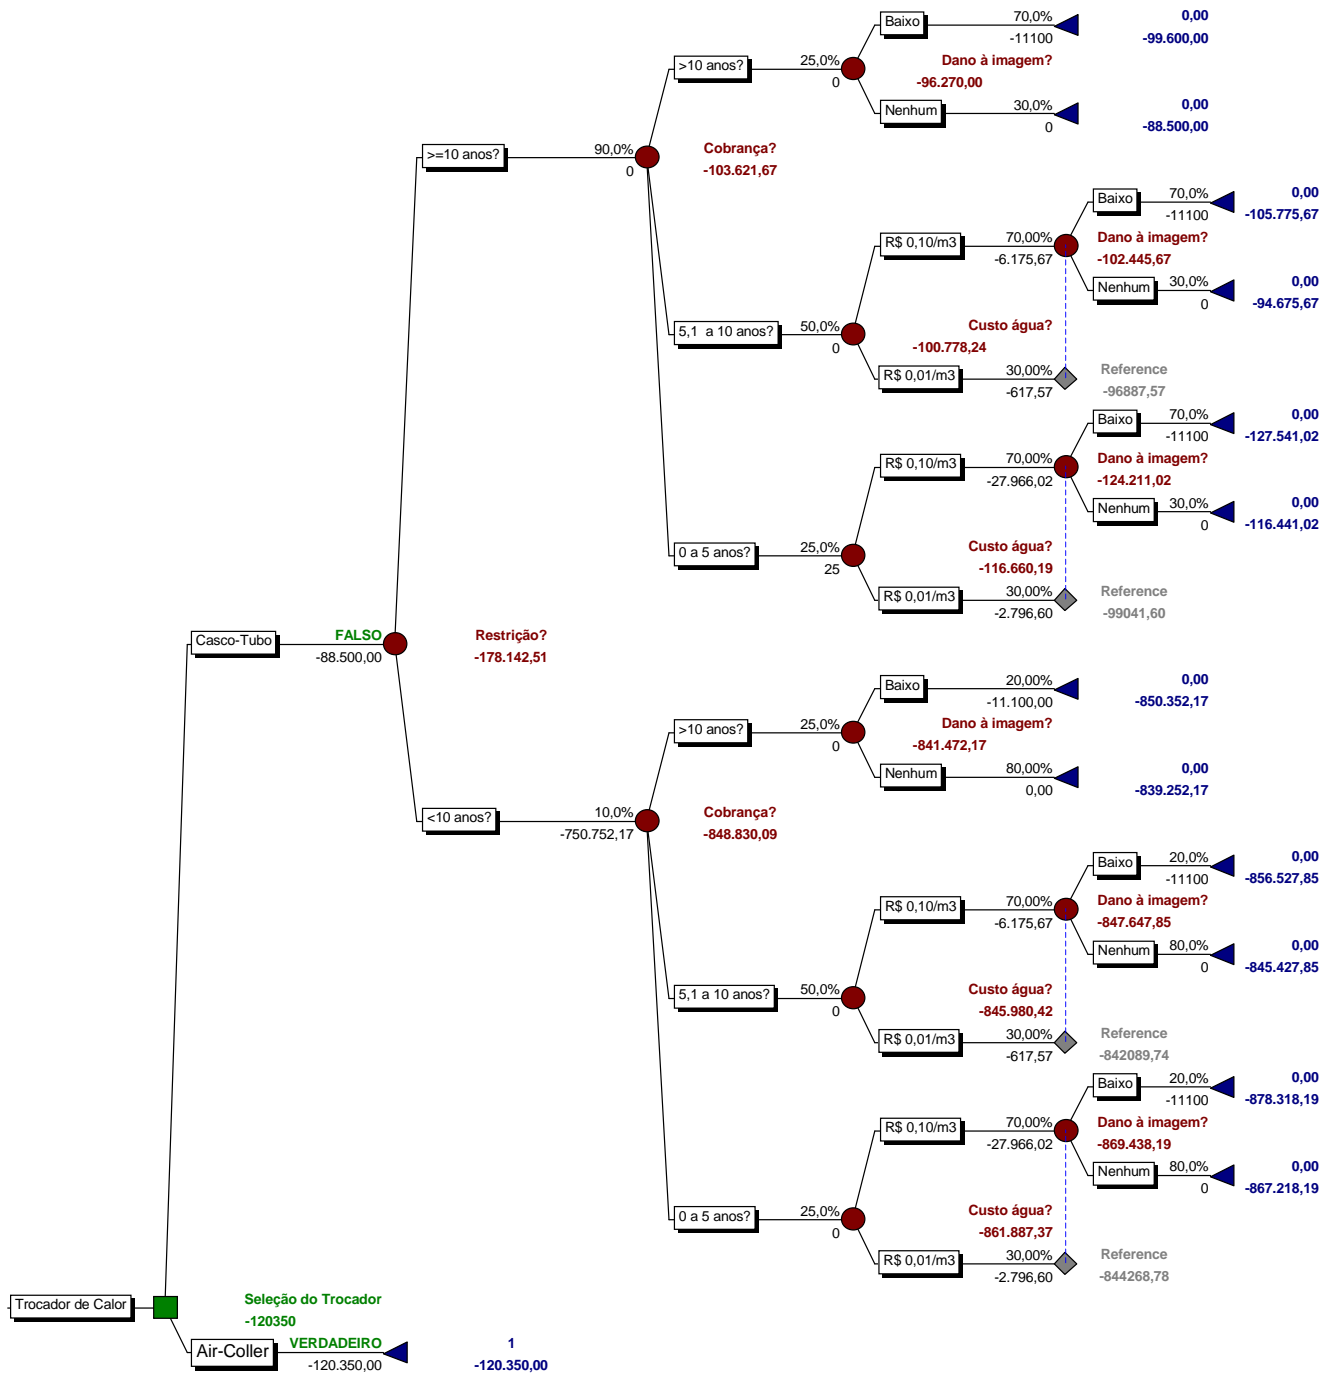 Baixo 70,0% 0,00
-11100 -99.600,00
>10 anos? 25,0% Dano à imagem?
0 -96.270,00
Nenhum 30,0% 0,00
0 -88.500,00
>=10 anos? 90,0% Cobrança?
0 -103.621,67
Baixo 70,0% 0,00
-11100 -105.775,67
R$ 0,10/m3 70,00% Dano à imagem?
-6.175,67 -102.445,67
Nenhum 30,0% 0,00
0 -94.675,67
5,1 a 10 anos? 50,0% Custo água?
0 -100.778,24
R$ 0,01/m3 30,00% Reference
-617,57 -96887,57
Baixo 70,0% 0,00
-11100 -127.541,02
R$ 0,10/m3 70,00% Dano à imagem?
-27.966,02 -124.211,02
Nenhum 30,0% 0,00
0 -116.441,02
0 a 5 anos? 25,0% Custo água?
25 -116.660,19
R$ 0,01/m3 30,00% Reference
-2.796,60 -99041,60
Casco-Tubo FALSO Restrição?
-88.500,00 -178.142,51
Baixo 20,00% 0,00
-11.100,00 -850.352,17
>10 anos? 25,0% Dano à imagem?
0 -841.472,17
Nenhum 80,00% 0,00
0,00 -839.252,17
<10 anos? 10,0% Cobrança?
-750.752,17 -848.830,09
Baixo 20,0% 0,00
-11100 -856.527,85
R$ 0,10/m3 70,00% Dano à imagem?
-6.175,67 -847.647,85
Nenhum 80,0% 0,00
0 -845.427,85
5,1 a 10 anos? 50,0% Custo água?
0 -845.980,42
R$ 0,01/m3 30,00% Reference
-617,57 -842089,74
Baixo 20,0% 0,00
-11100 -878.318,19
R$ 0,10/m3 70,00% Dano à imagem?
-27.966,02 -869.438,19
Nenhum 80,0% 0,00
0 -867.218,19
0 a 5 anos? 25,0% Custo água?
0 -861.887,37
R$ 0,01/m3 30,00% Reference
-2.796,60 -844268,78
Trocador de Calor Seleção do Trocador
-120350
Air-Coller VERDADEIRO 1
-120.350,00 -120.350,00